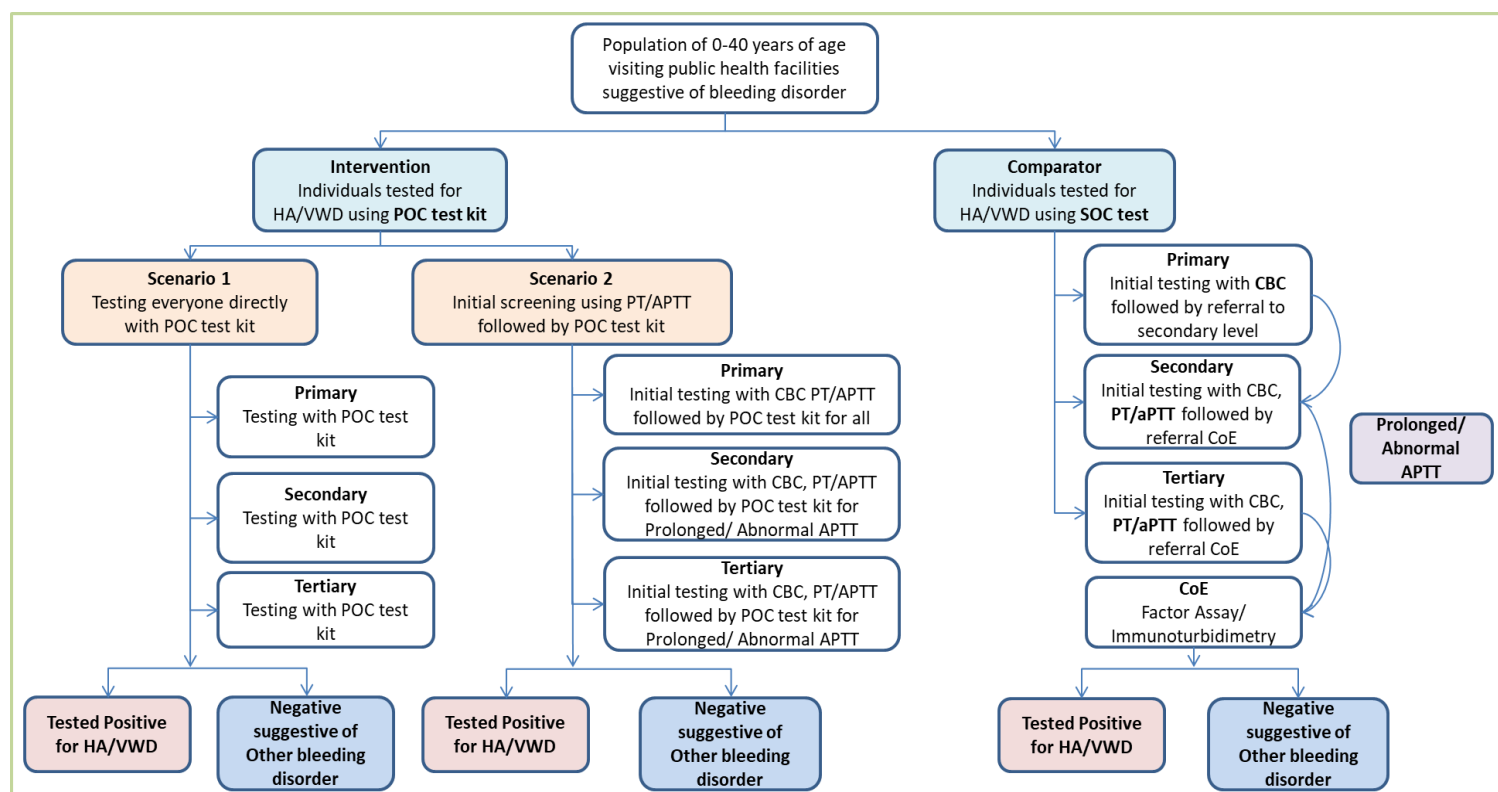 Population of 0-40 years of age
visiting public health facilities
suggestive of bleeding disorder
Intervention
Individuals tested for
HA/VWD using POC test kit
Comparator
Individuals tested for
HA/VWD using SOC test
Scenario 1
Testing everyone directly
with POC test kit
Scenario 2
Initial screening using PT/APTT
followed by POC test kit
Primary
Testing with POC test
kit
Secondary
Testing with POC test
kit
Tertiary
Testing with POC test
kit
Primary
Initial testing with CBC PT/APTT
followed by POC test kit for all
Secondary
Initial testing with CBC, PT/APTT
followed by POC test kit for
Prolonged/ Abnormal APTT
Tertiary
Initial testing with CBC, PT/APTT
followed by POC test kit for
Prolonged/ Abnormal APTT
Primary
Initial testing with CBC
followed by referral to
secondary level
Secondary
Initial testing with CBC,
PT/aPTT followed by
referral CoE
Tertiary
Initial testing with CBC,
PT/aPTT followed by
referral CoE
CoE
Factor Assay/
Immunoturbidimetry
Prolonged/
Abnormal
APTT
Tested Positive
for HA/VWD
Negative
suggestive of
Other bleeding
disorder
Tested Positive
for HA/VWD
Negative
suggestive of
Other bleeding
disorder
Tested Positive
for HA/VWD
Negative
suggestive of
Other bleeding
disorder